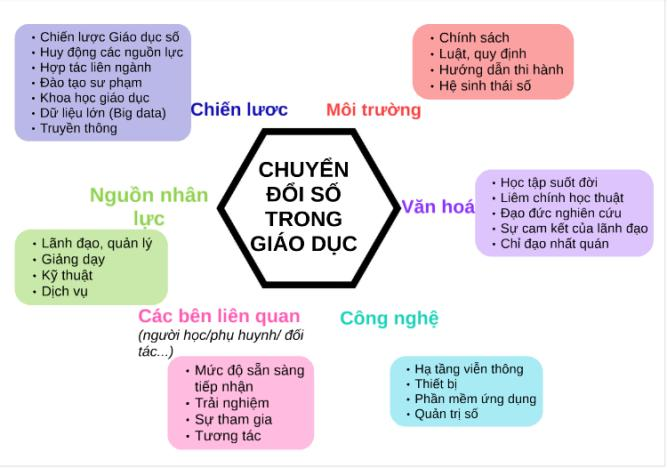 • Chiến lược Giáo dục số
• Huy động các nguồn lực
• Hợp tác liên ngành
• Đào tạo sư phạm
• Khoa học giáo dục
• Dữ liệu lớn (Big data)
• Truyền thông
Chiến lược
Môi trường
• Chính sách
• Luật, quy định
• Hướng dẫn thi hành
• Hệ sinh thái số
CHUYỂN
ĐỔI SỐ
TRONG
GIÁO DỤC
Nguồn nhân
lực
• Lãnh đạo, quản lý
• Giảng dạy
• Kỹ thuật
• Dịch vụ
Văn hoá
• Học tập suốt đời
• Liêm chính học thuật
• Đạo đức nghiên cứu
• Sự cam kết của lãnh đạo
• Chỉ đạo nhất quán
Các bên liên quan
(người học/phụ huynh/ đối
tác...)
• Mức độ sẵn sàng
tiếp nhận
• Trải nghiệm
• Sự tham gia
• Tương tác
Công nghệ
• Hạ tầng viễn thông
• Thiết bị
• Phần mềm ứng dụng
• Quản trị số